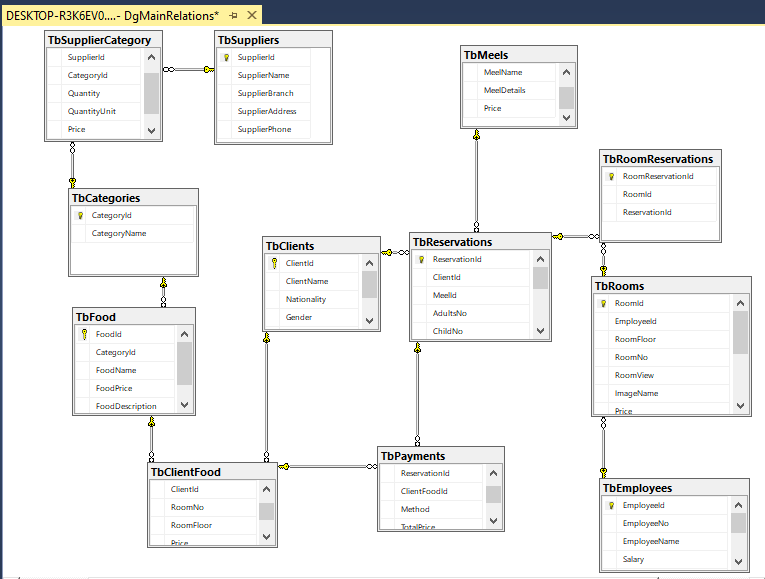 DESKTOP-R3K6EV0....- DgMainRelations*
TbSupplierCategory
SupplierId
CategoryId
Quantity
QuantityUnit
Price
TbSuppliers
SupplierId
SupplierName
SupplierBranch
SupplierAddress
SupplierPhone
TbMeels
MeelName
MeelDetails
Price
TbRoomReservations
RoomReservationId
RoomId
ReservationId
TbCategories
CategoryId
CategoryName
TbClients
ClientId
ClientName
Nationality
Gender
TbReservations
ReservationId
ClientId
MeelId
AdultsNo
ChildNo
TbRooms
RoomId
EmployeeId
RoomFloor
RoomNo
RoomView
ImageName
Price
TbFood
FoodId
CategoryId
FoodName
FoodPrice
FoodDescription
TbClientFood
ClientId
RoomNo
RoomFloor
Price
TbPayments
ReservationId
ClientFoodId
Method
TotalPrice
TbEmployees
EmployeeId
EmployeeNo
EmployeeName
Salary